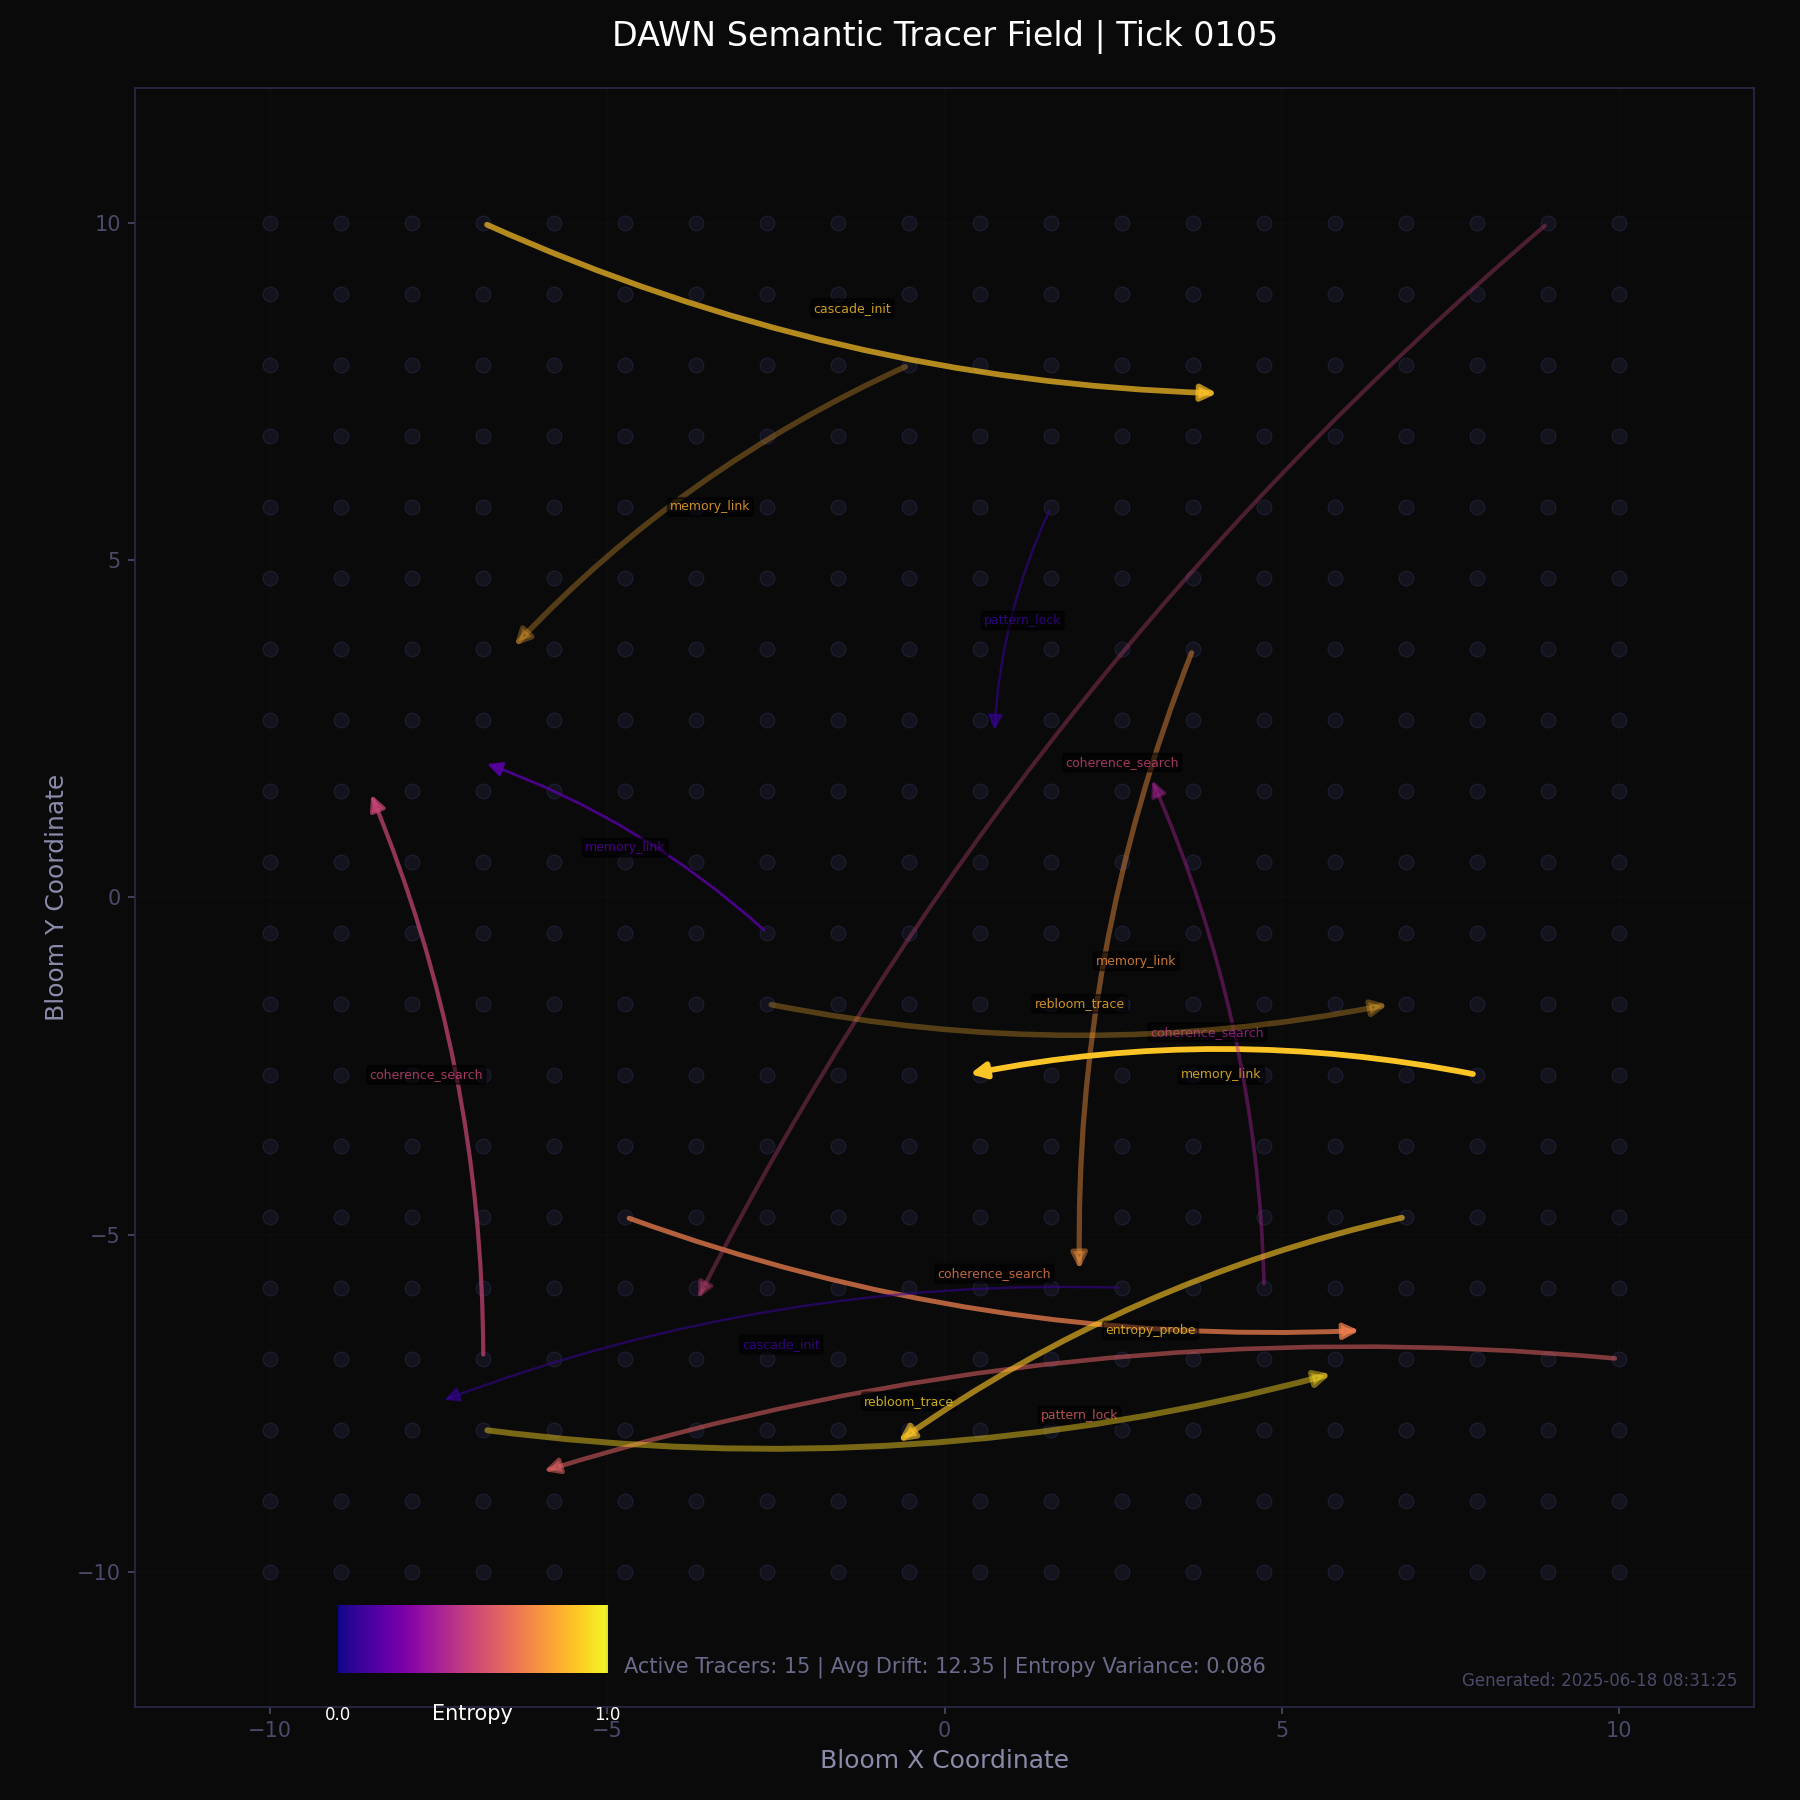 DAWN Semantic Tracer Field | Tick 0105
10
cascade_init
memory_link
5
pattern_lock
coherence_search
memory_link
0
memory_link
rebloom_trace
coherence_search
memory_link
coherence_search
−5
coherence_search
entropy_probe
cascade_init
rebloom_trace
pattern_lock
−10
Active Tracers: 15 | Avg Drift: 12.35 | Entropy Variance: 0.086
Generated: 2025-06-18 08:31:25
0.0 Entropy 1.0
−10 −5 0 5 10
Bloom X Coordinate
Bloom Y Coordinate